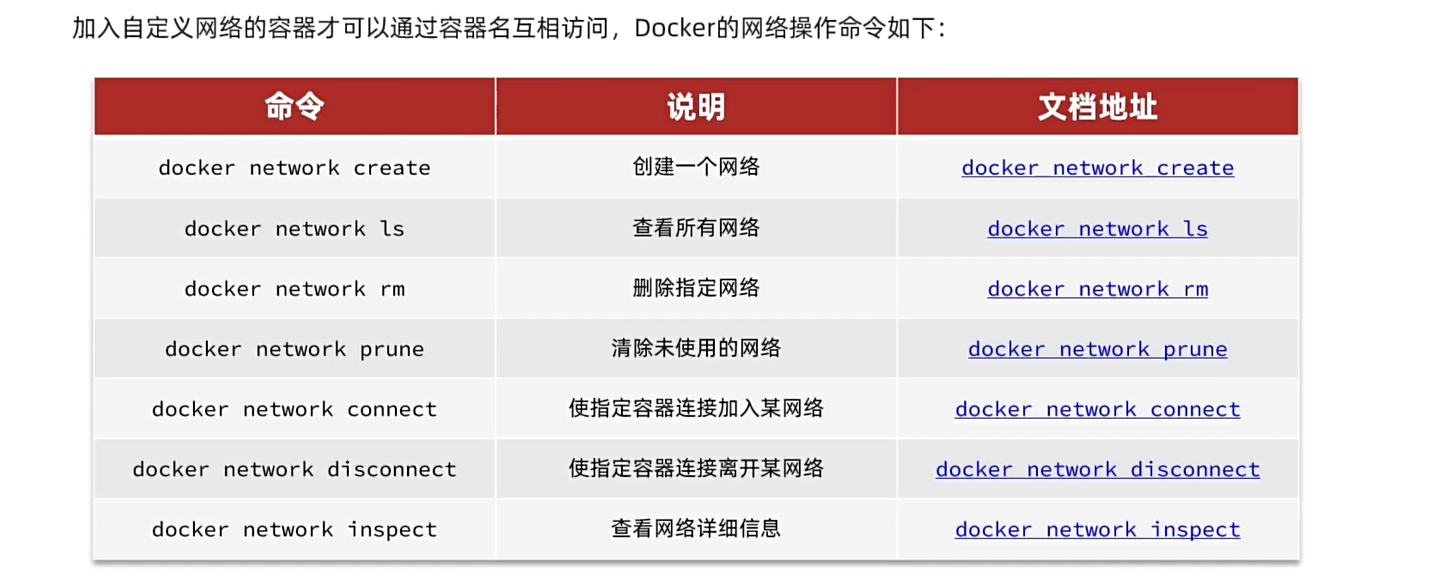 加入自定义网络的容器才可以通过容器名互相访问，Docker的网络操作命令如下：
命令 说明 文档地址
docker network create 创建一个网络 docker network create
docker network ls 查看所有网络 docker network ls
docker network rm 删除指定网络 docker network rm
docker network prune 清除未使用的网络 docker network prune
docker network connect 使指定容器连接加入某网络 docker network connect
docker network disconnect 使指定容器连接离开某网络 docker network disconnect
docker network inspect 查看网络详细信息 docker network inspect